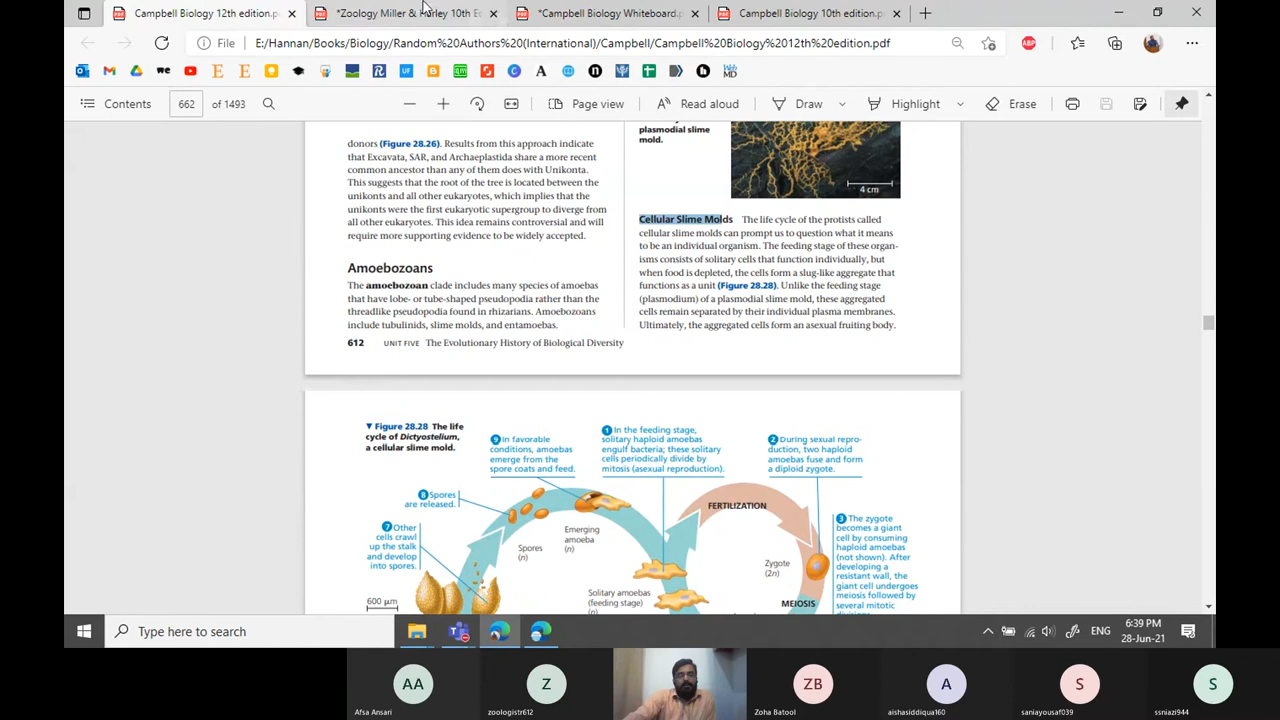 Campbell Biology 12th edition.p
*Zoology Miller & Harley 10th Ed
*Campbell Biology Whiteboard.p
Campbell Biology 10th edition.p
File
E:/Hannan/Books/Biology/Random%20Authors%20(International)/Campbell/Campbell%20Biology%2012th%20edition.pdf
Contents
662 of 1493
Page view
Read aloud
Draw
Highlight
Erase
donors (Figure 28.26). Results from this approach indicate
that Excavata, SAR, and Archaeplastida share a more recent
common ancestor than any of them does with Unikonta.
This suggests that the root of the tree is located between the
unikonts and all other eukaryotes, which implies that the
unikonts were the first eukaryotic supergroup to diverge from
all other eukaryotes. This idea remains controversial and will
require more supporting evidence to be widely accepted.
Amoebozoans
The amoebozoan clade includes many species of amoebas
that have lobe- or tube-shaped pseudopodia rather than the
threadlike pseudopodia found in rhizarians. Amoebozoans
include tubulinids, slime molds, and entamoebas.
612 UNIT FIVE The Evolutionary History of Biological Diversity
plasmodial slime
mold.
4 cm
Cellular Slime Molds The life cycle of the protists called
cellular slime molds can prompt us to question what it means
to be an individual organism. The feeding stage of these organ-
isms consists of solitary cells that function individually, but
when food is depleted, the cells form a slug-like aggregate that
functions as a unit (Figure 28.28). Unlike the feeding stage
(plasmodium) of a plasmodial slime mold, these aggregated
cells remain separated by their individual plasma membranes.
Ultimately, the aggregated cells form an asexual fruiting body.
▼ Figure 28.28 The life
cycle of Dictyostelium,
a cellular slime mold.
9 In favorable
conditions, amoebas
emerge from the
spore coats and feed.
1 In the feeding stage,
solitary haploid amoebas
engulf bacteria; these solitary
cells periodically divide by
mitosis (asexual reproduction).
2 During sexual repro-
duction, two haploid
amoebas fuse and form
a diploid zygote.
8 Spores
are released.
FERTILIZATION
7 Other
cells crawl
up the stalk
and develop
into spores.
Emerging
amoeba
(n)
Spores
(n)
3 The zygote
becomes a giant
cell by consuming
haploid amoebas
(not shown). After
developing a
resistant wall, the
giant cell undergoes
meiosis followed by
several mitotic
Zygote
(2n)
Solitary amoebas
(feeding stage)
600 µm
MEIOSIS
Type here to search
ENG
6:39 PM
28-Jun-21
AA
Z
ZB
A
S
S
Afsa Ansari
zoologistr612
Zoha Batool
aishasiddiqua160
saniayousaf039
ssniazi944